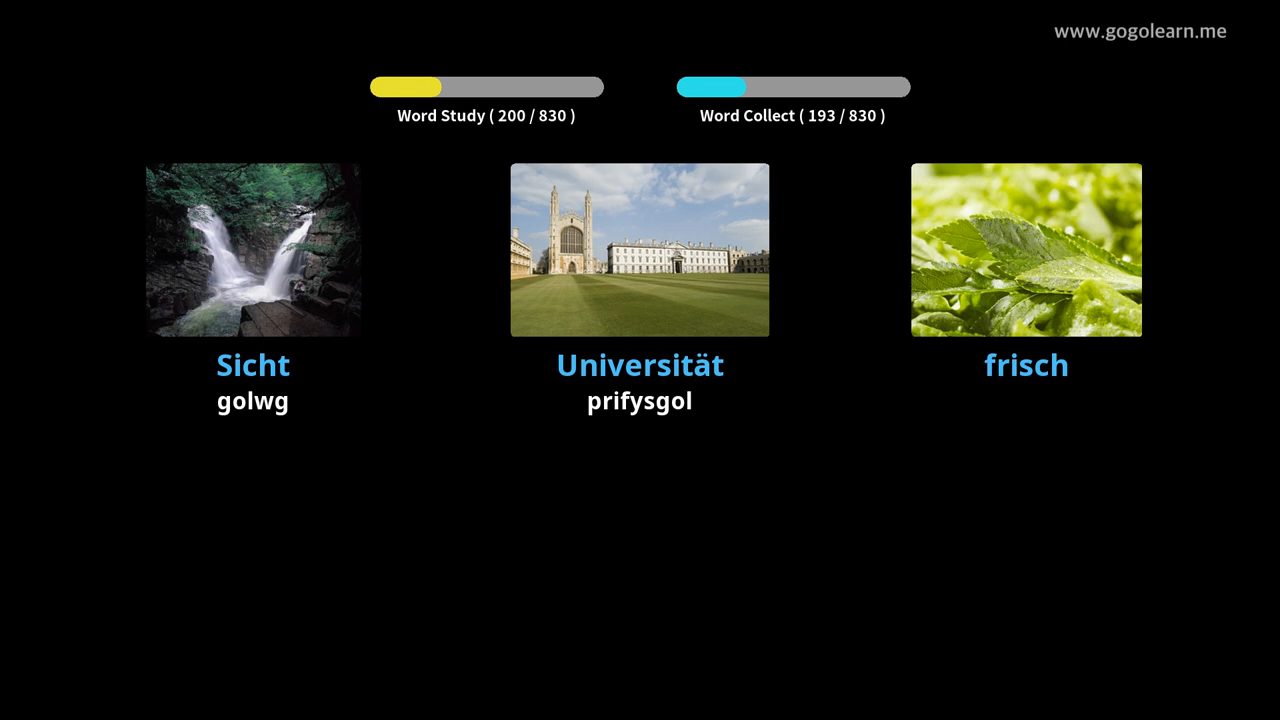 www.gogolearn.me
Word Study ( 200 / 830 )
Word Collect ( 193 / 830 )
Sicht
golwg
Universität
prifysgol
frisch